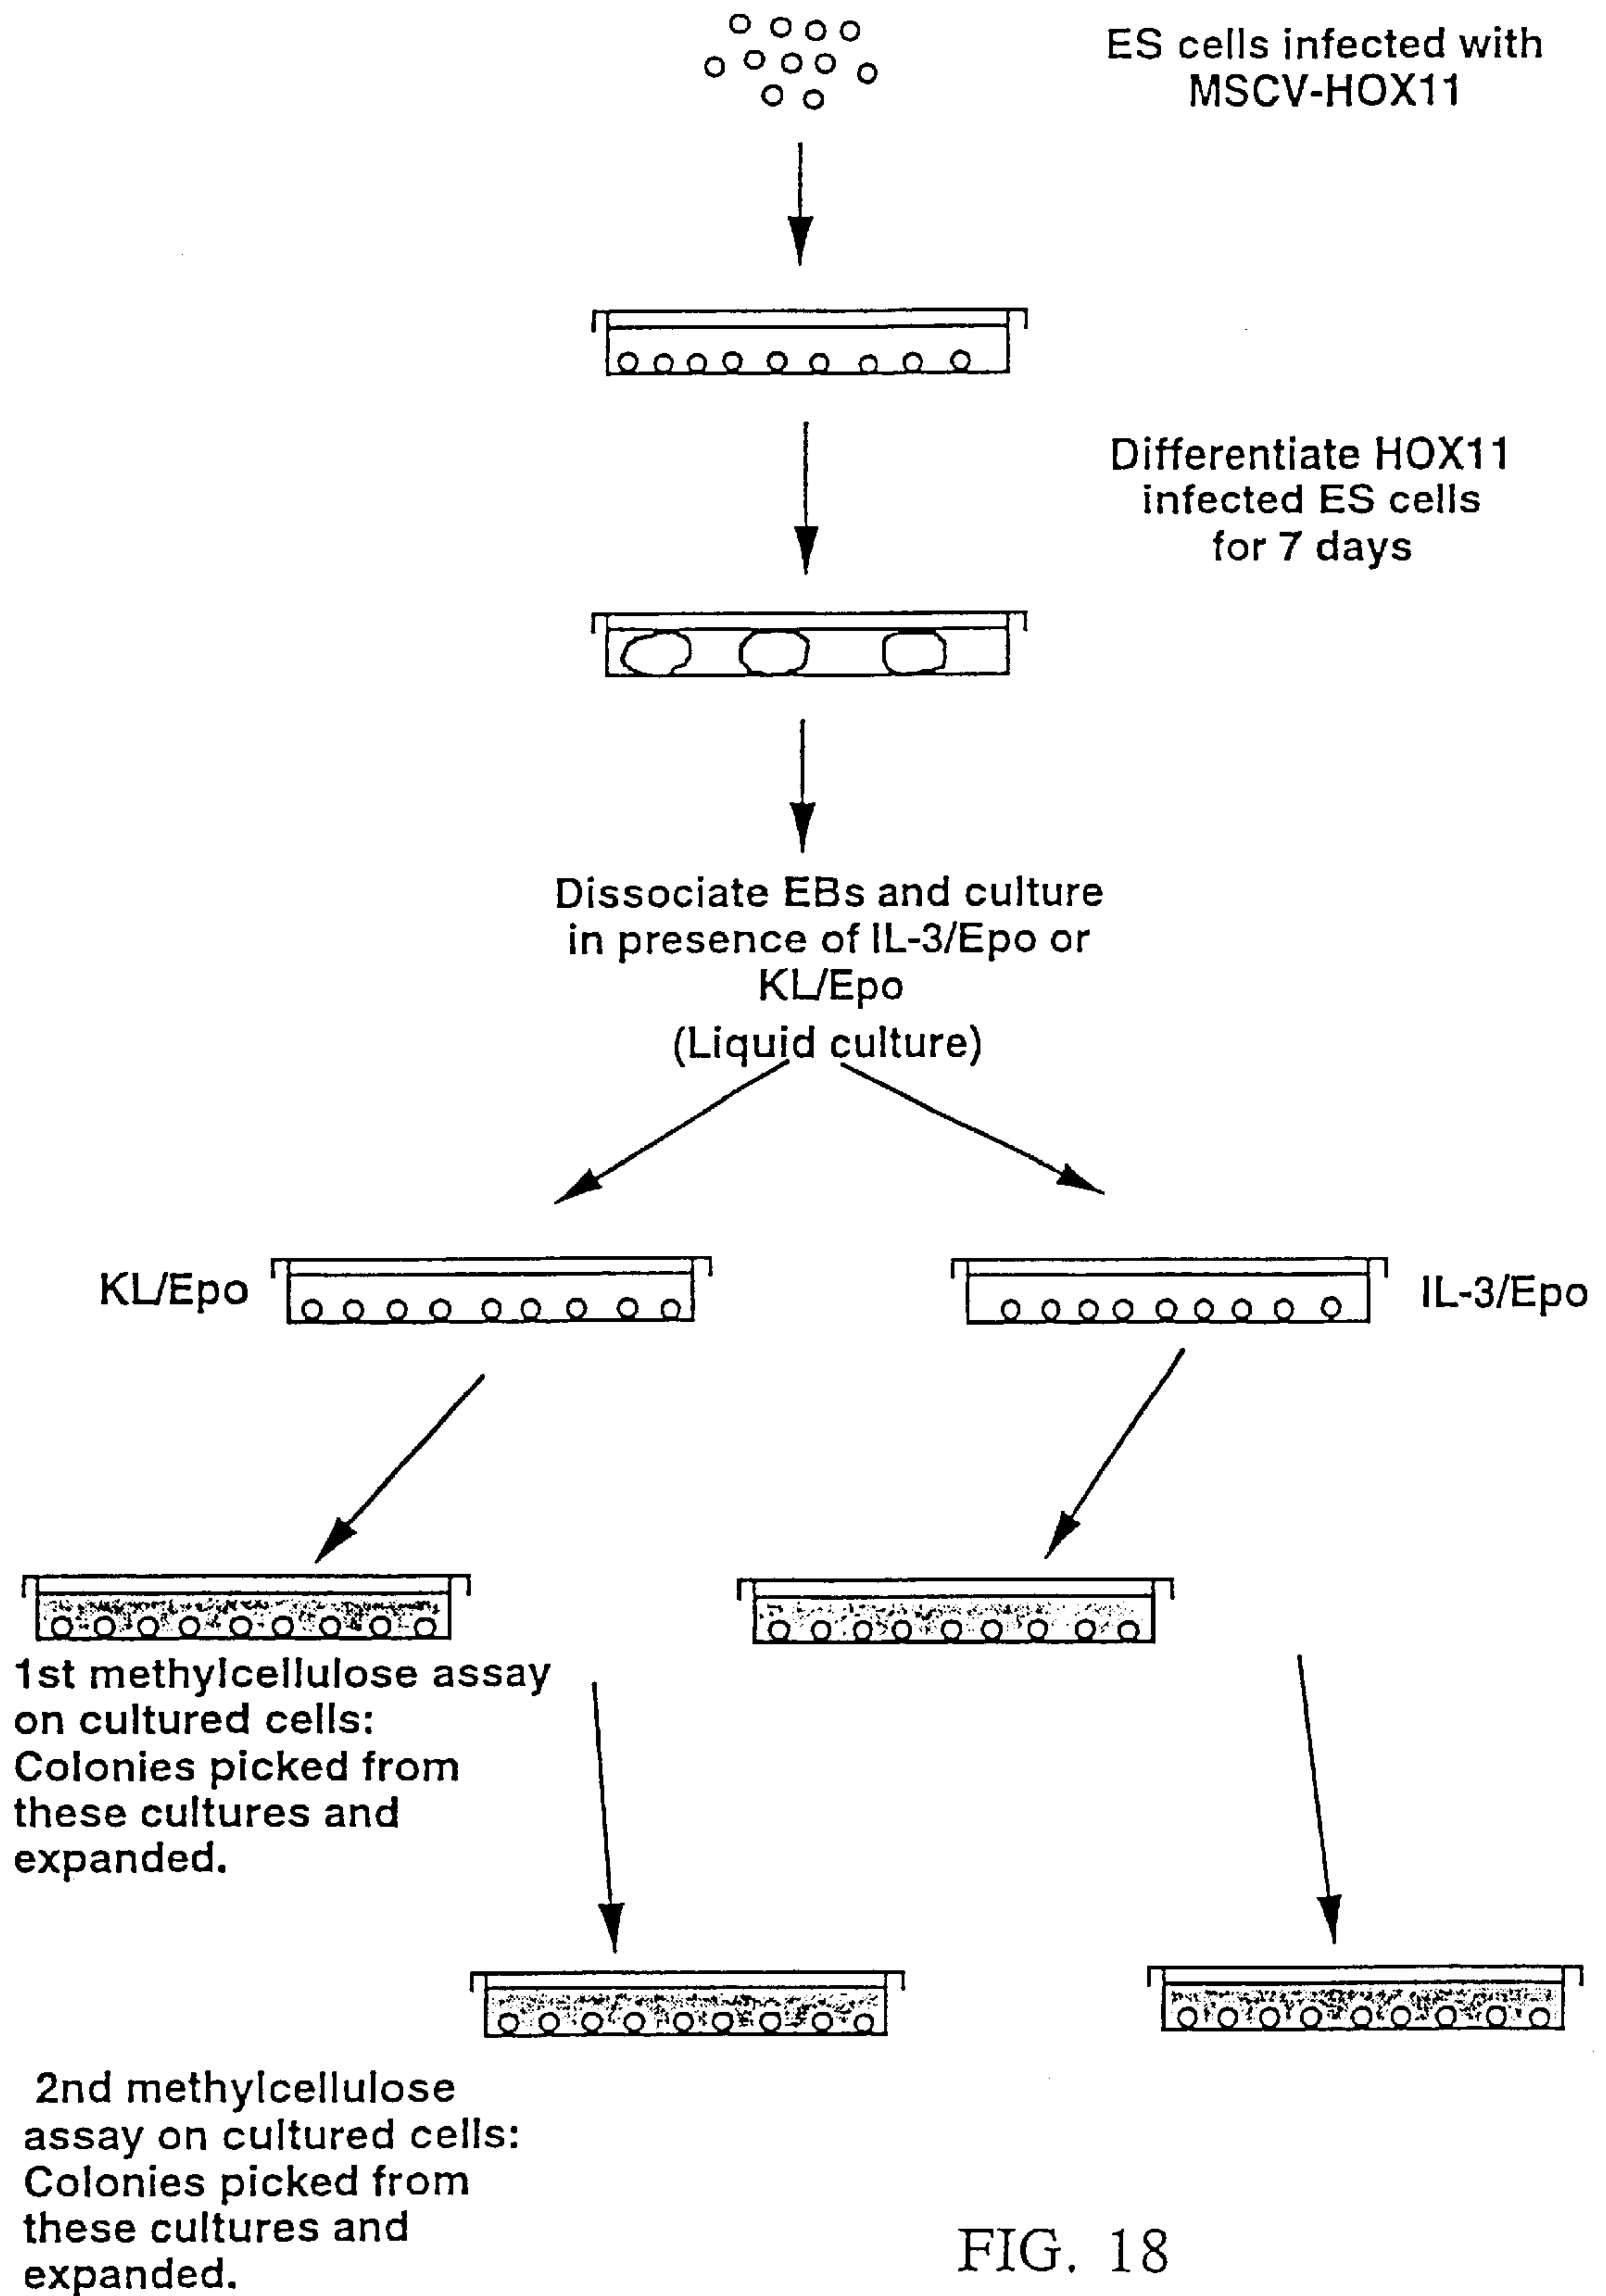 ES cells infected with
MSCV-HOX11
Differentiate HOX11
infected ES cells
for 7 days
Dissociate EBs and culture
in presence of IL-3/Epo or
KL/Epo
(Liquid culture)
KL/Epo
IL-3/Epo
1st methylcellulose assay
on cultured cells:
Colonies picked from
these cultures and
expanded.
2nd methylcellulose
assay on cultured cells:
Colonies picked from
these cultures and
expanded.
FIG. 18